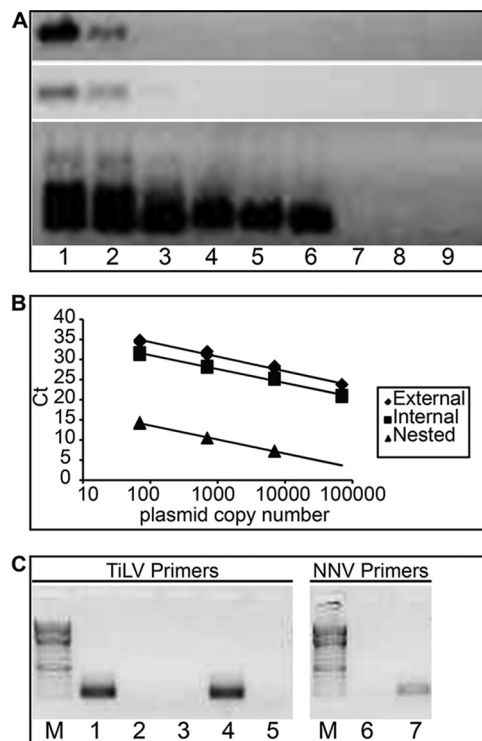 A
1 2 3 4 5 6 7 8 9
B
40
35
30
25
20
15
10
5
0
Ct
10 100 1000 10000 100000
plasmid copy number
External
Internal
Nested
C
TiLV Primers NNV Primers
M 1 2 3 4 5 M 6 7